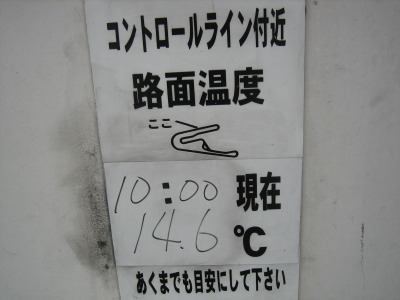 コントロールライン付近
路面温度
ここ
10:00 現在
14.6 ℃
あくまでも目安にして下さい